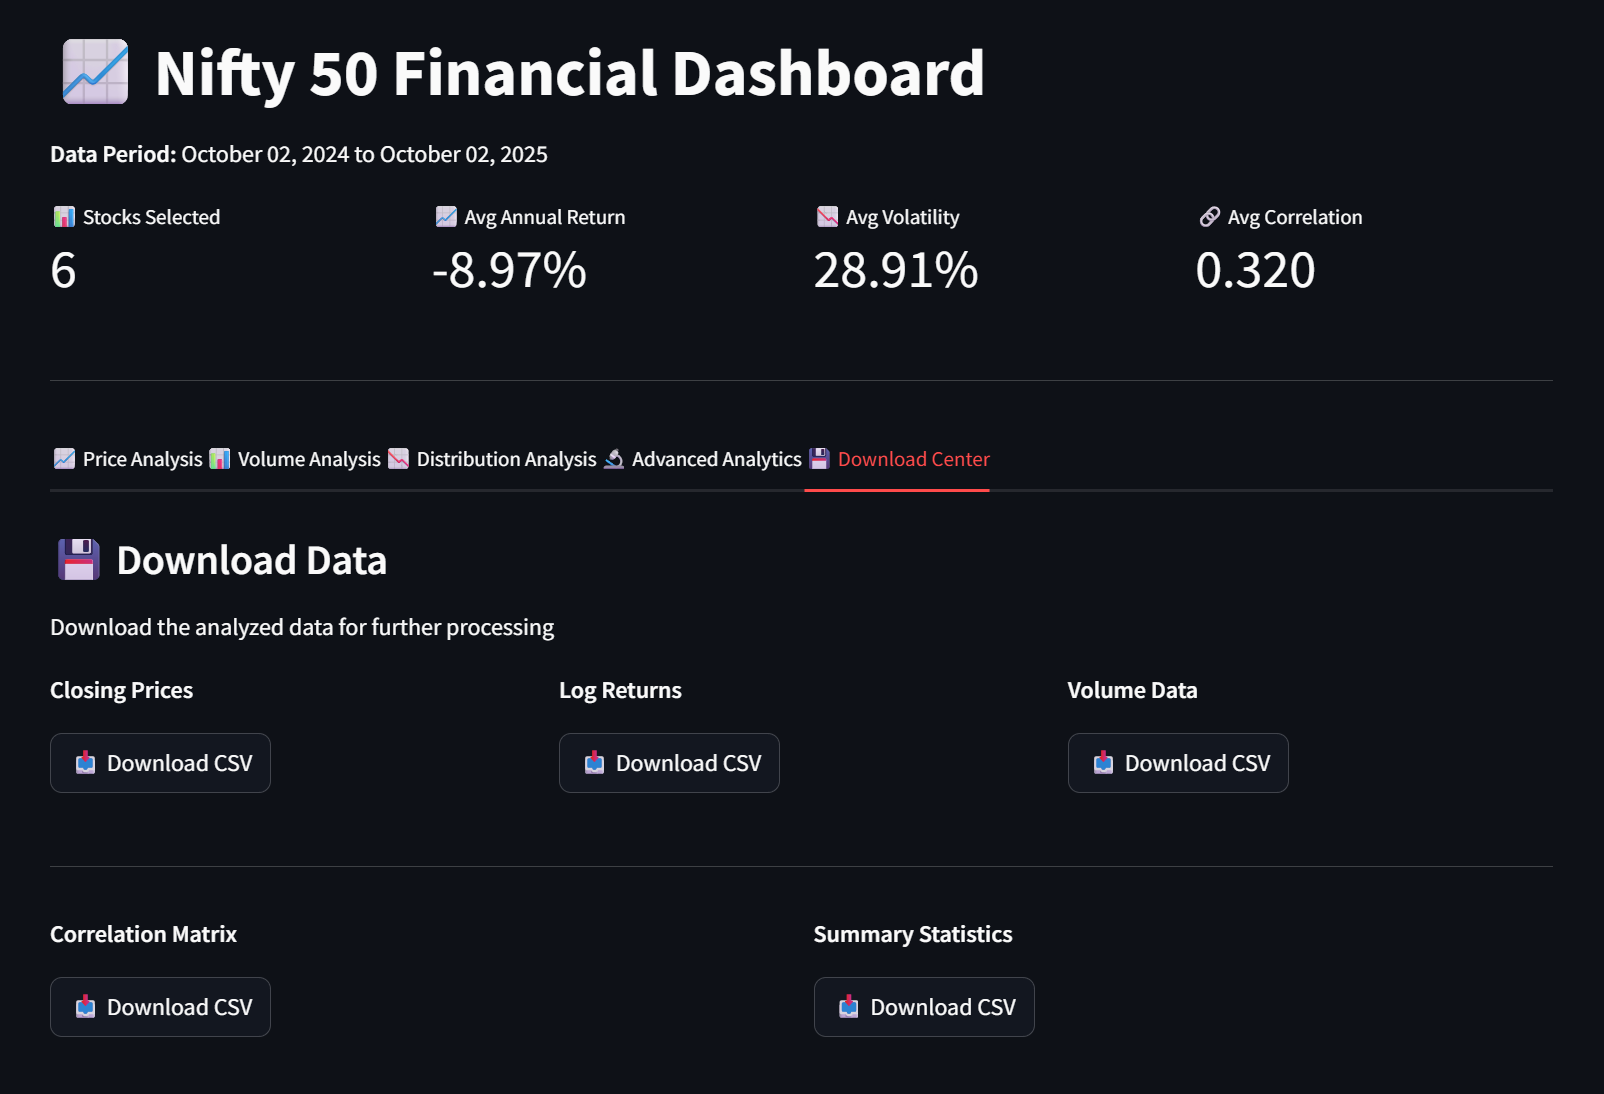 Nifty 50 Financial Dashboard
Data Period: October 02, 2024 to October 02, 2025
Stocks Selected
6
Avg Annual Return
-8.97%
Avg Volatility
28.91%
Avg Correlation
0.320
Price Analysis
Volume Analysis
Distribution Analysis
Advanced Analytics
Download Center
Download Data
Download the analyzed data for further processing
Closing Prices
Download CSV
Log Returns
Download CSV
Volume Data
Download CSV
Correlation Matrix
Download CSV
Summary Statistics
Download CSV